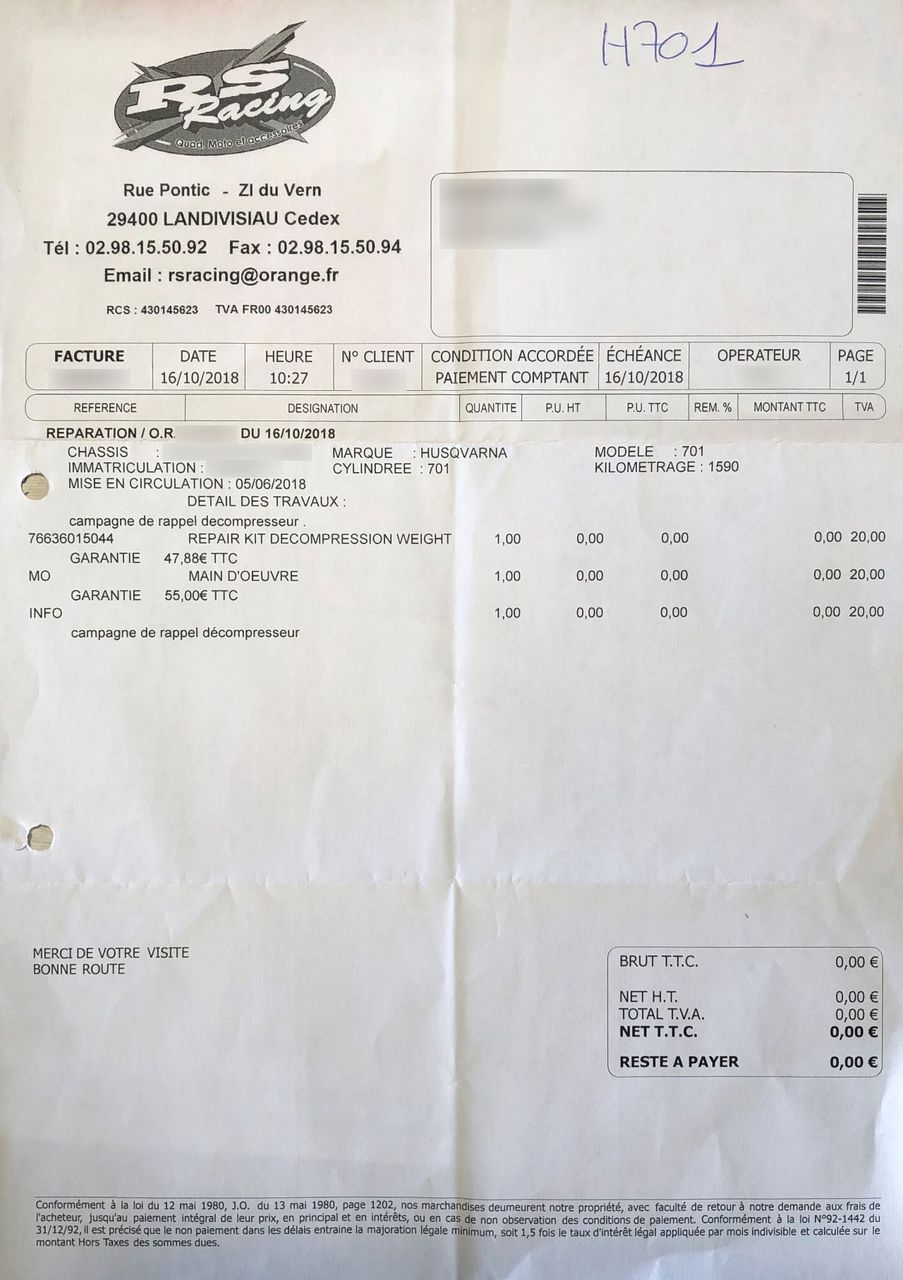 H701
RS Racing
Quad, Moto et accessoires
Rue Pontic - ZI du Vern
29400 LANDIVISIAU Cedex
Tél : 02.98.15.50.92 Fax : 02.98.15.50.94
Email : rsracing@orange.fr
RCS : 430145623 TVA FR00 430145623
FACTURE DATE HEURE N° CLIENT CONDITION ACCORDÉE ÉCHÉANCE OPERATEUR PAGE
16/10/2018 10:27 PAIEMENT COMPTANT 16/10/2018 1/1
REFERENCE DESIGNATION QUANTITE P.U. HT P.U. TTC REM. % MONTANT TTC TVA
REPARATION / O.R. DU 16/10/2018
CHASSIS : MARQUE : HUSQVARNA MODELE : 701
IMMATRICULATION : CYLINDREE : 701 KILOMETRAGE : 1590
MISE EN CIRCULATION : 05/06/2018
DETAIL DES TRAVAUX :
campagne de rappel decompresseur .
76636015044 REPAIR KIT DECOMPRESSION WEIGHT 1,00 0,00 0,00 0,00 20,00
GARANTIE 47,88€ TTC
MO MAIN D'OEUVRE 1,00 0,00 0,00 0,00 20,00
GARANTIE 55,00€ TTC
INFO 1,00 0,00 0,00 0,00 20,00
campagne de rappel décompresseur
MERCI DE VOTRE VISITE
BONNE ROUTE
BRUT T.T.C. 0,00 €
NET H.T. 0,00 €
TOTAL T.V.A. 0,00 €
NET T.T.C. 0,00 €
RESTE A PAYER 0,00 €
Conformément à la loi du 12 mai 1980, J.O. du 13 mai 1980, page 1202, nos marchandises deumeurent notre propriété, avec faculté de retour à notre demande aux frais de
l'acheteur, jusqu'au paiement intégral de leur prix, en principal et en intérêts, ou en cas de non observation des conditions de paiement. Conformément à la loi N°92-1442 du
31/12/92, il est précisé que le non paiement dans les délais entraine la majoration légale minimum, soit 1,5 fois le taux d'intérêt légal appliquée par mois indivisible et calculée sur le
montant Hors Taxes des sommes dues.